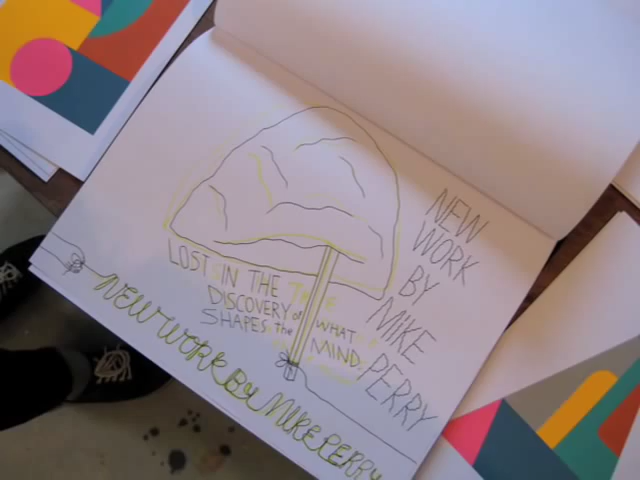 LOST IN THE
DISCOVERY of WHAT
SHAPES the MIND
NEW
WORK
BY
MIKE
PERRY
NEW WORK BY MIKE PERRY